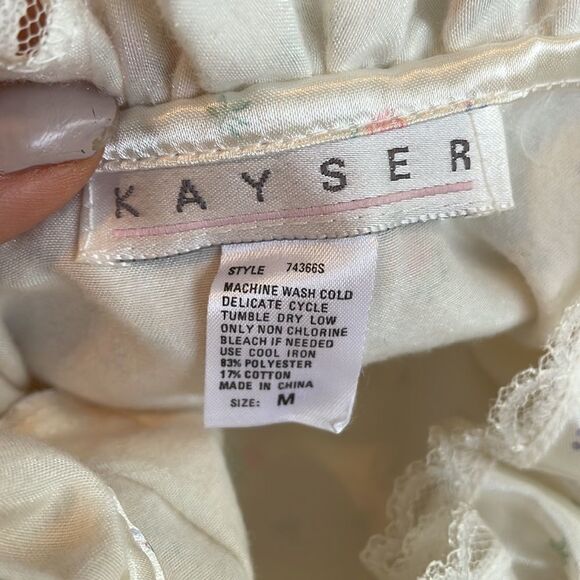 KAYSER
STYLE 74366S
MACHINE WASH COLD
DELICATE CYCLE
TUMBLE DRY LOW
ONLY NON CHLORINE
BLEACH IF NEEDED
USE COOL IRON
83% POLYESTER
17% COTTON
MADE IN CHINA
SIZE: M